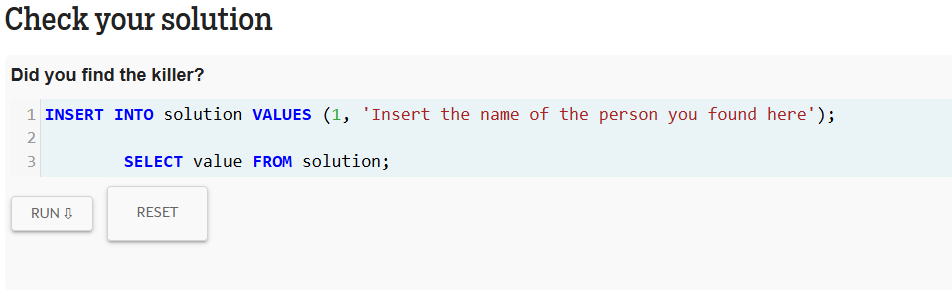 Check your solution
Did you find the killer?
1 INSERT INTO solution VALUES (1, 'Insert the name of the person you found here');
2
3 SELECT value FROM solution;
RUN ⇩
RESET